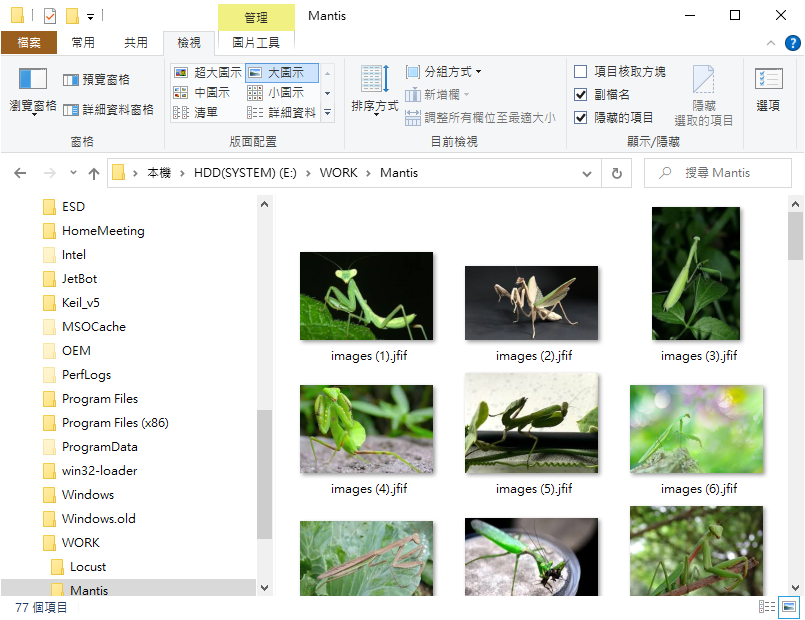 管理
Mantis
檔案
常用
共用
檢視
圖片工具
瀏覽窗格
預覽窗格
詳細資料窗格
窗格
超大圖示
大圖示
中圖示
小圖示
清單
詳細資料
版面配置
排序方式
分組方式
新增欄
調整所有欄位至最適大小
目前檢視
項目核取方塊
副檔名
隱藏的項目
隱藏
選取的項目
顯示/隱藏
選項
本機 > HDD(SYSTEM) (E:) > WORK > Mantis
搜尋 Mantis
ESD
HomeMeeting
Intel
JetBot
Keil_v5
MSOCache
OEM
PerfLogs
Program Files
Program Files (x86)
ProgramData
win32-loader
Windows
Windows.old
WORK
Locust
Mantis
images (1).jfif
images (2).jfif
images (3).jfif
images (4).jfif
images (5).jfif
images (6).jfif
77 個項目